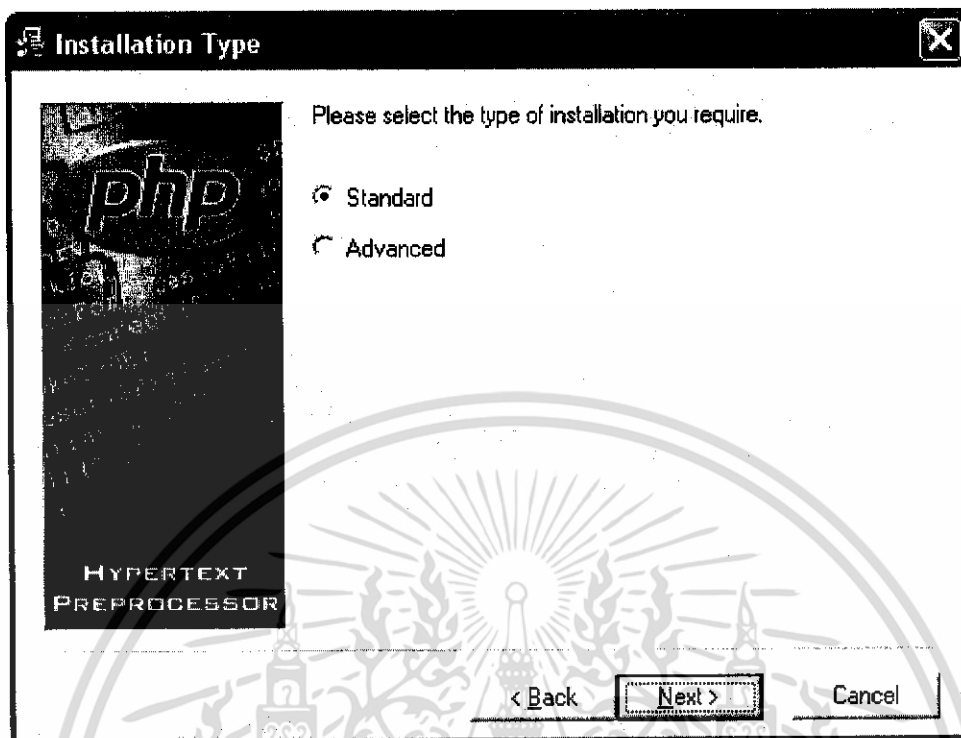 Installation Type
Please select the type of installation you require.
php
Standard
Advanced
HYPERTEXT
PREPROCESSOR
< Back
Next >
Cancel